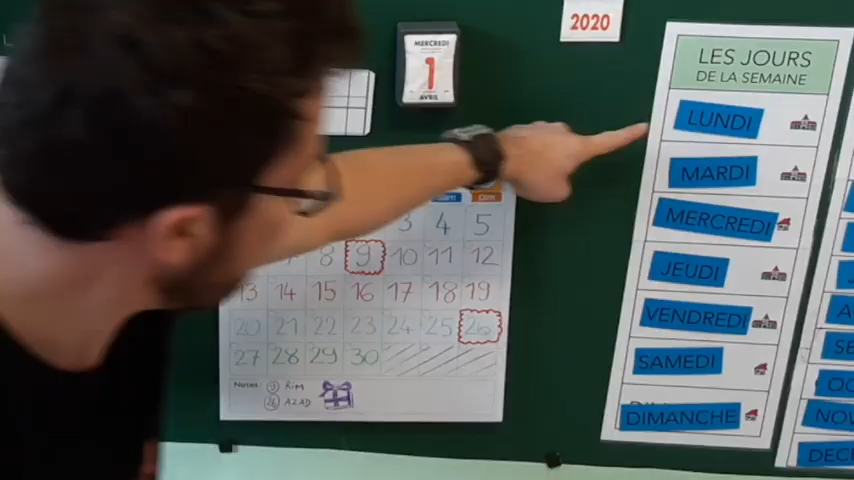 2020
MERCREDI
1
AVRIL
LES JOURS
DE LA SEMAINE
LUNDI
MARDI
MERCREDI
JEUDI
VENDREDI
SAMEDI
DIMANCHE
3 4 5
8 9 10 11 12
13 14 15 16 17 18 19
20 21 22 23 24 25 26
27 28 29 30
Notes : 9 RIM
26 AZAD
NOV
DECE